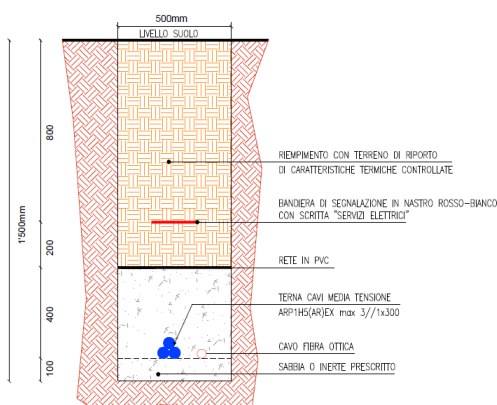 500mm
LIVELLO SUOLO
800
1'500mm
200
400
100
RIEMPIMENTO CON TERRENO DI RIPORTO
DI CARATTERISTICHE TERMICHE CONTROLLATE
BANDIERA DI SEGNALAZIONE IN NASTRO ROSSO-BIANCO
CON SCRITTA "SERVIZI ELETTRICI"
RETE IN PVC
TERNA CAVI MEDIA TENSIONE
ARP1H5(AR)EX max 3//1x300
CAVO FIBRA OTTICA
SABBIA O INERTE PRESCRITTO